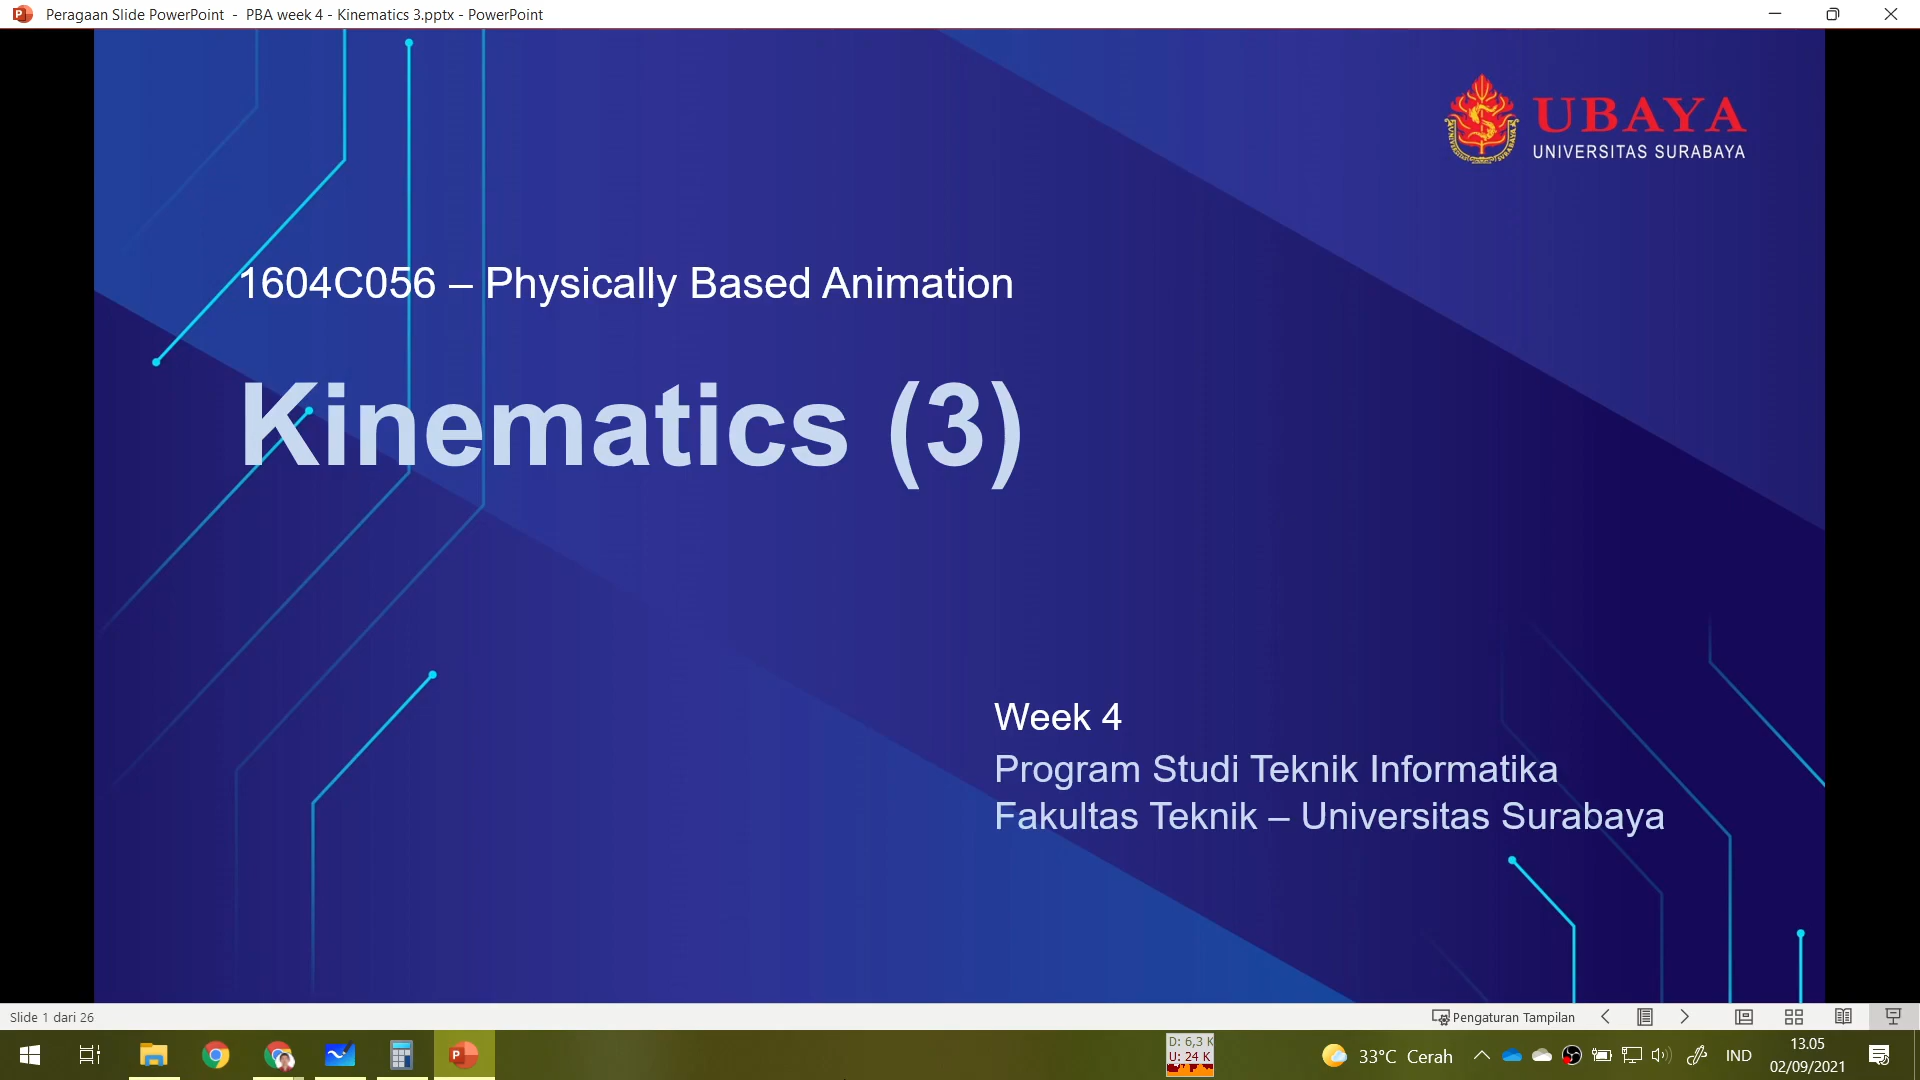 Peragaan Slide PowerPoint - PBA week 4 - Kinematics 3.pptx - PowerPoint
UBAYA
UNIVERSITAS SURABAYA
1604C056 – Physically Based Animation
Kinematics (3)
Week 4
Program Studi Teknik Informatika
Fakultas Teknik – Universitas Surabaya
Slide 1 dari 26
Pengaturan Tampilan
D: 6,3 K
U: 24 K
33°C Cerah
IND
13.05
02/09/2021